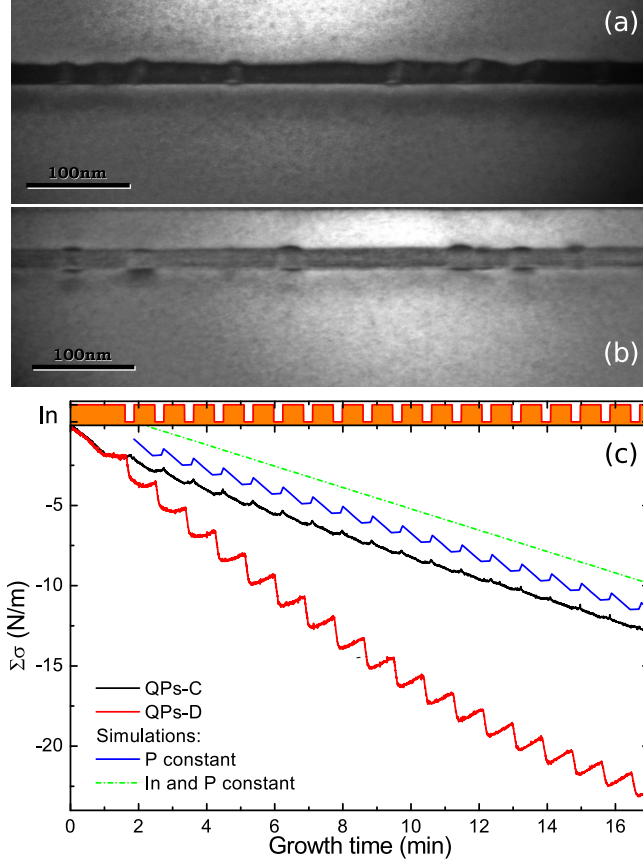 (a)
100nm
100nm
(b)
In
(c)
-5
-10
-15
-20
Σσ (N/m)
QPs-C
QPs-D
Simulations:
P constant
In and P constant
0 2 4 6 8 10 12 14 16
Growth time (min)